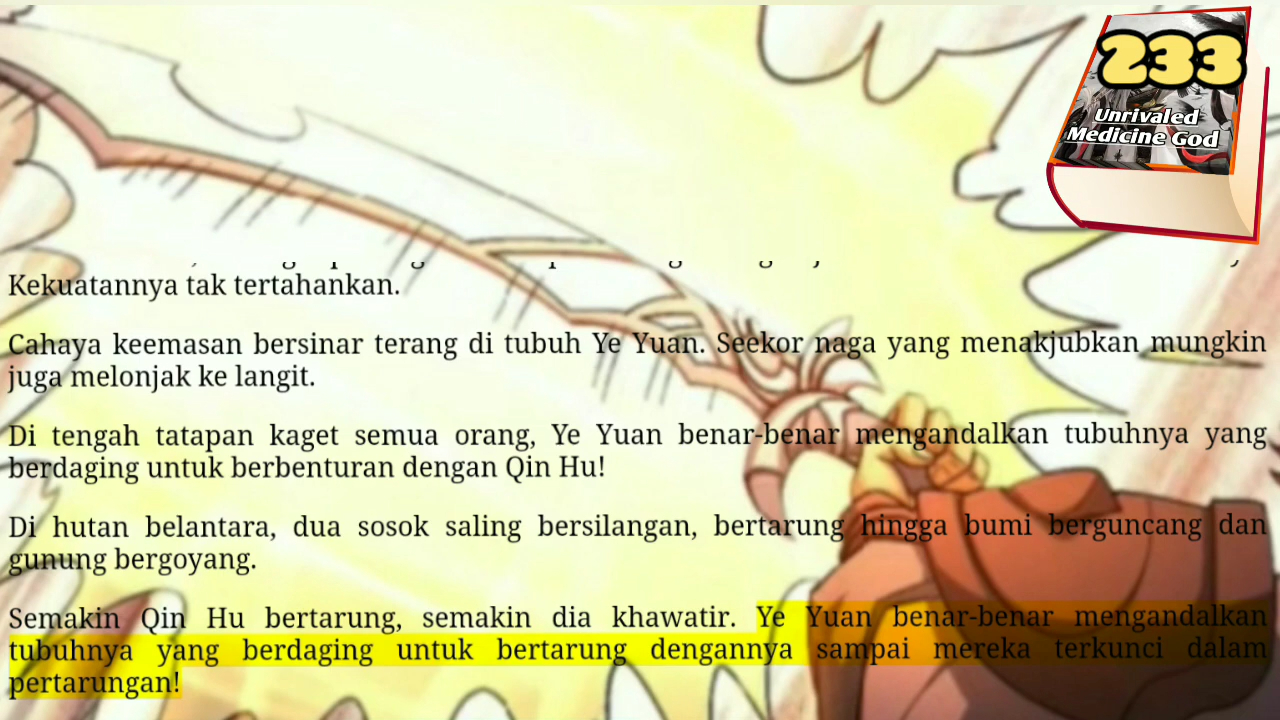 233
Unrivaled
Medicine God
Kekuatannya tak tertahankan.
Cahaya keemasan bersinar terang di tubuh Ye Yuan. Seekor naga yang menakjubkan mungkin
juga melonjak ke langit.
Di tengah tatapan kaget semua orang, Ye Yuan benar-benar mengandalkan tubuhnya yang
berdaging untuk berbenturan dengan Qin Hu!
Di hutan belantara, dua sosok saling bersilangan, bertarung hingga bumi berguncang dan
gunung bergoyang.
Semakin Qin Hu bertarung, semakin dia khawatir. Ye Yuan benar-benar mengandalkan
tubuhnya yang berdaging untuk bertarung dengannya sampai mereka terkunci dalam
pertarungan!